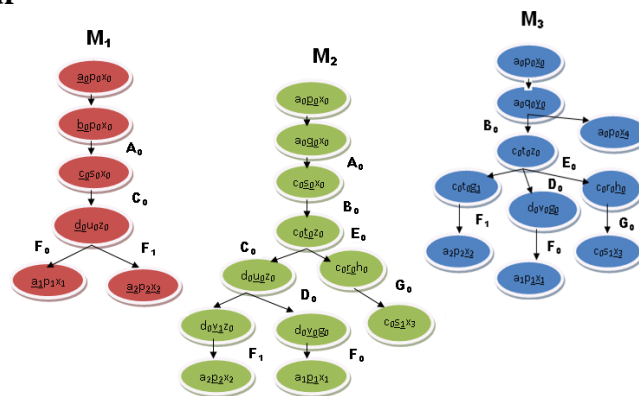 M₁
a₀p₀x₀
b₀p₀x₀
A₀
c₀s₀x₀
C₀
d₀u₀z₀
F₀ F₁
a₁p₁x₁ a₂p₂x₂
M₂
a₀p₀x₀
a₀q₀x₀
A₀
c₀s₀x₀
B₀
c₀t₀z₀ E₀
C₀
d₀u₀z₀ c₀r₀h₀
D₀ G₀
d₀v₁z₀ d₀v₀g₀ c₀s₁x₃
F₁ F₀
a₂p₂x₂ a₁p₁x₁
M₃
a₀p₀x₀
a₀q₀y₀
B₀ a₀p₀x₄
c₀t₀z₀
E₀
c₀t₀g₁ D₀ c₀r₀h₀
d₀v₀g₀
F₁ G₀
F₀
a₂p₂x₂ c₀s₁x₃
a₁p₁x₁